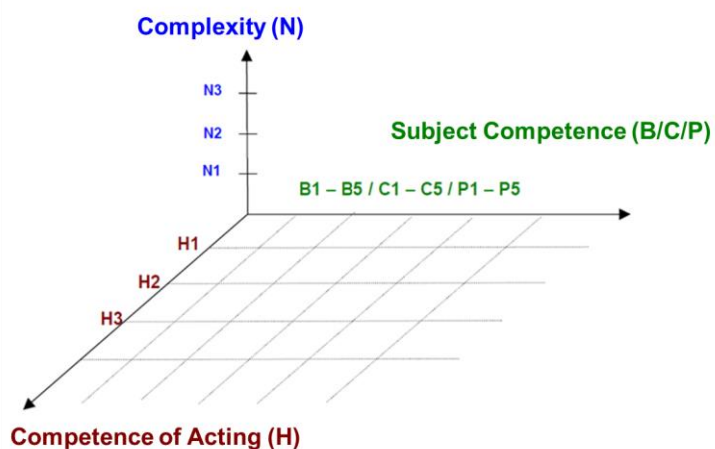 Complexity (N)
N3
N2
N1
Subject Competence (B/C/P)
B1 – B5 / C1 – C5 / P1 – P5
H1
H2
H3
Competence of Acting (H)